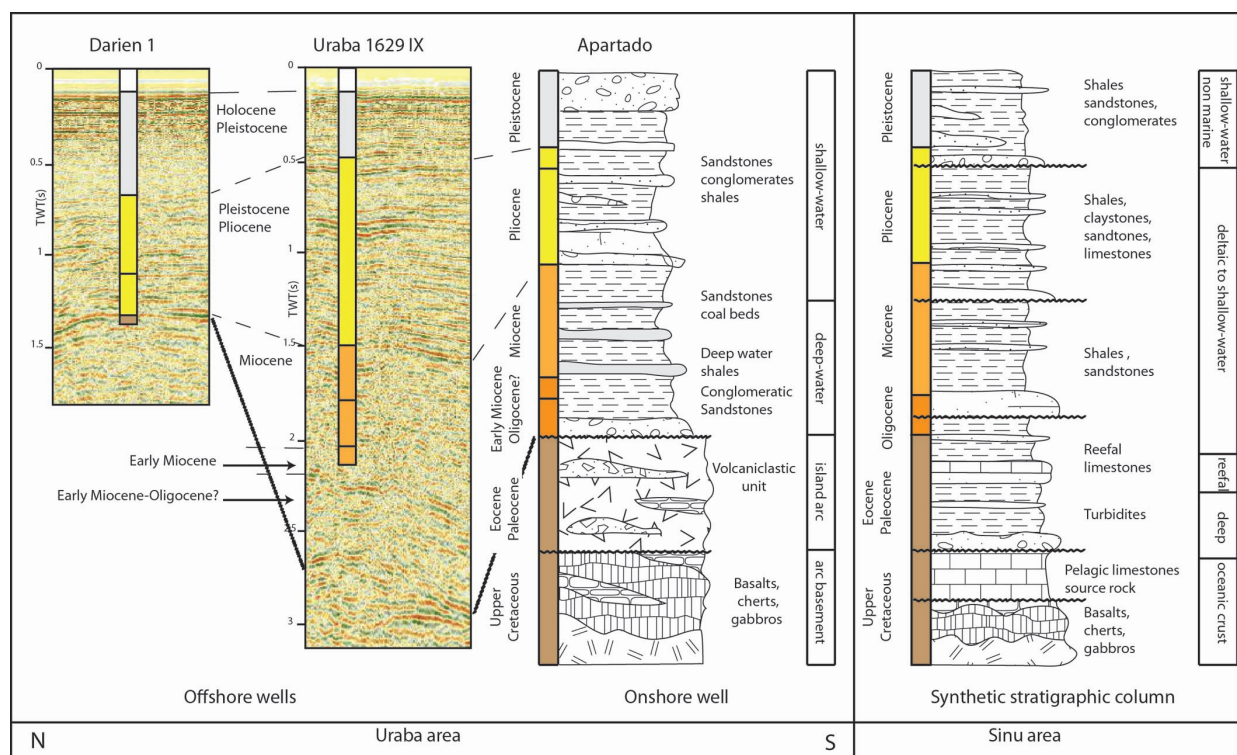 Darien 1
Uraba 1629 IX
Apartado
0
0.5
1
1.5
TWT(s)
Holocene
Pleistocene
Pleistocene
Pliocene
Miocene
Early Miocene
Early Miocene-Oligocene?
0
0.5
1
1.5
2
2.5
3
TWT(s)
Pleistocene
Pliocene
Miocene
Early Miocene
Oligocene?
Eocene
Paleocene
Upper
Cretaceous
Sandstones
conglomerates
shales
Sandstones
coal beds
Deep water
shales
Conglomeratic
Sandstones
Volcaniclastic
unit
Basalts,
cherts,
gabbros
shallow-water
deep-water
island arc
arc basement
Pleistocene
Pliocene
Miocene
Oligocene
Eocene
Paleocene
Upper
Cretaceous
Shales
sandstones,
conglomerates
Shales,
claystones,
sandtones,
limestones
Shales ,
sandstones
Reefal
limestones
Turbidites
Pelagic limestones
source rock
Basalts,
cherts,
gabbros
shallow-water
non marine
deltaic to shallow-water
reefal
deep
oceanic crust
Offshore wells
Onshore well
Synthetic stratigraphic column
N
Uraba area
S
Sinu area